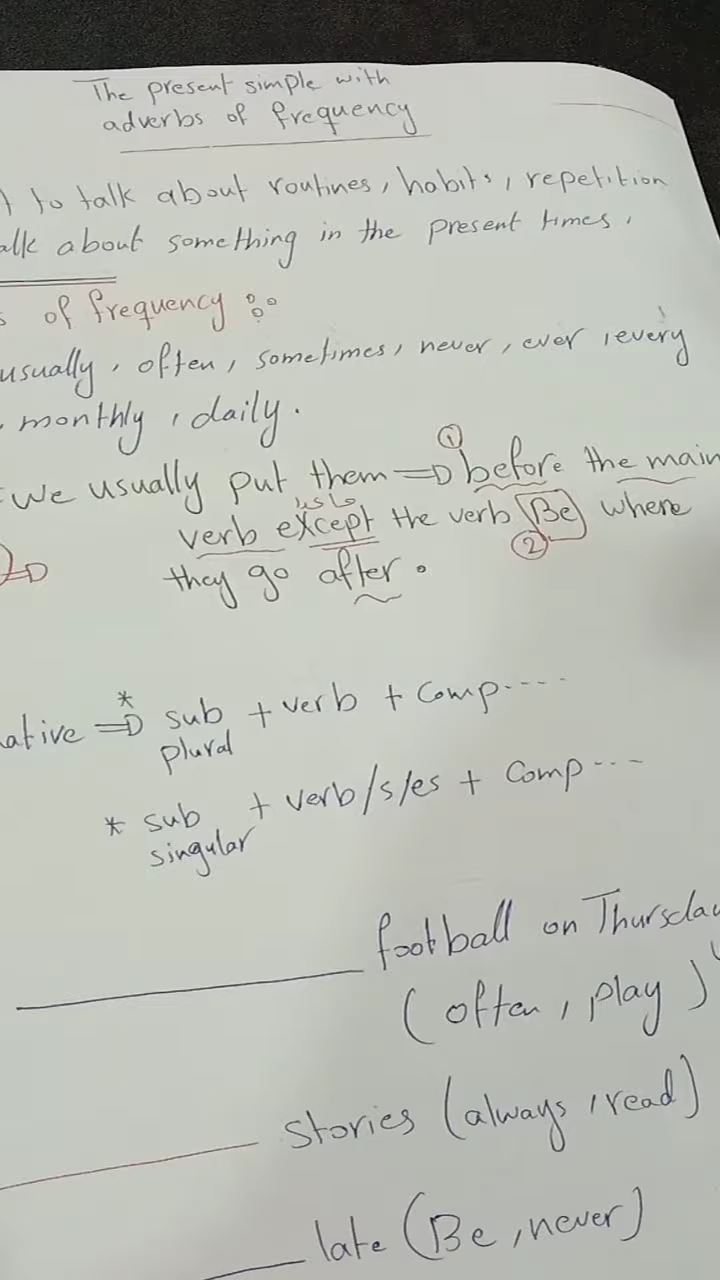 The present simple with
adverbs of frequency
to talk about routines, habits, repetition
alk about something in the present times,
s of frequency
usually, often, sometimes, never, ever, every
monthly, daily.
we usually put them ⇒ ① before the main
ماعدا
verb except the verb Be where
②
they go after.
ative ⇒ * sub + verb + comp....
plural
* sub + verb/s/es + comp...
singular
football on Thursday
(often, play)
stories (always, read)
late (Be, never)